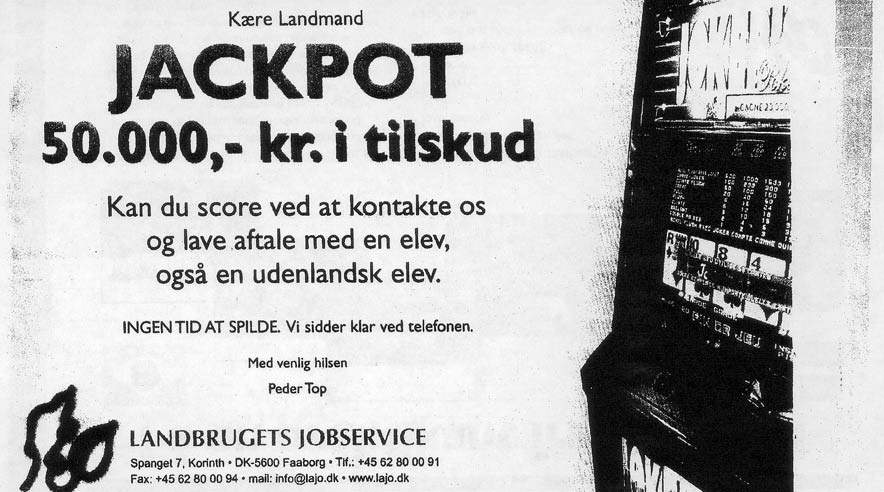 Kære Landmand
JACKPOT
50.000,- kr. i tilskud
Kan du score ved at kontakte os
og lave aftale med en elev,
også en udenlandsk elev.
INGEN TID AT SPILDE. Vi sidder klar ved telefonen.
Med venlig hilsen
Peder Top
LANDBRUGETS JOBSERVICE
Spanget 7, Korinth • DK-5600 Faaborg • Tlf.: +45 62 80 00 91
Fax: +45 62 80 00 94 • mail: info@lajo.dk • www.lajo.dk